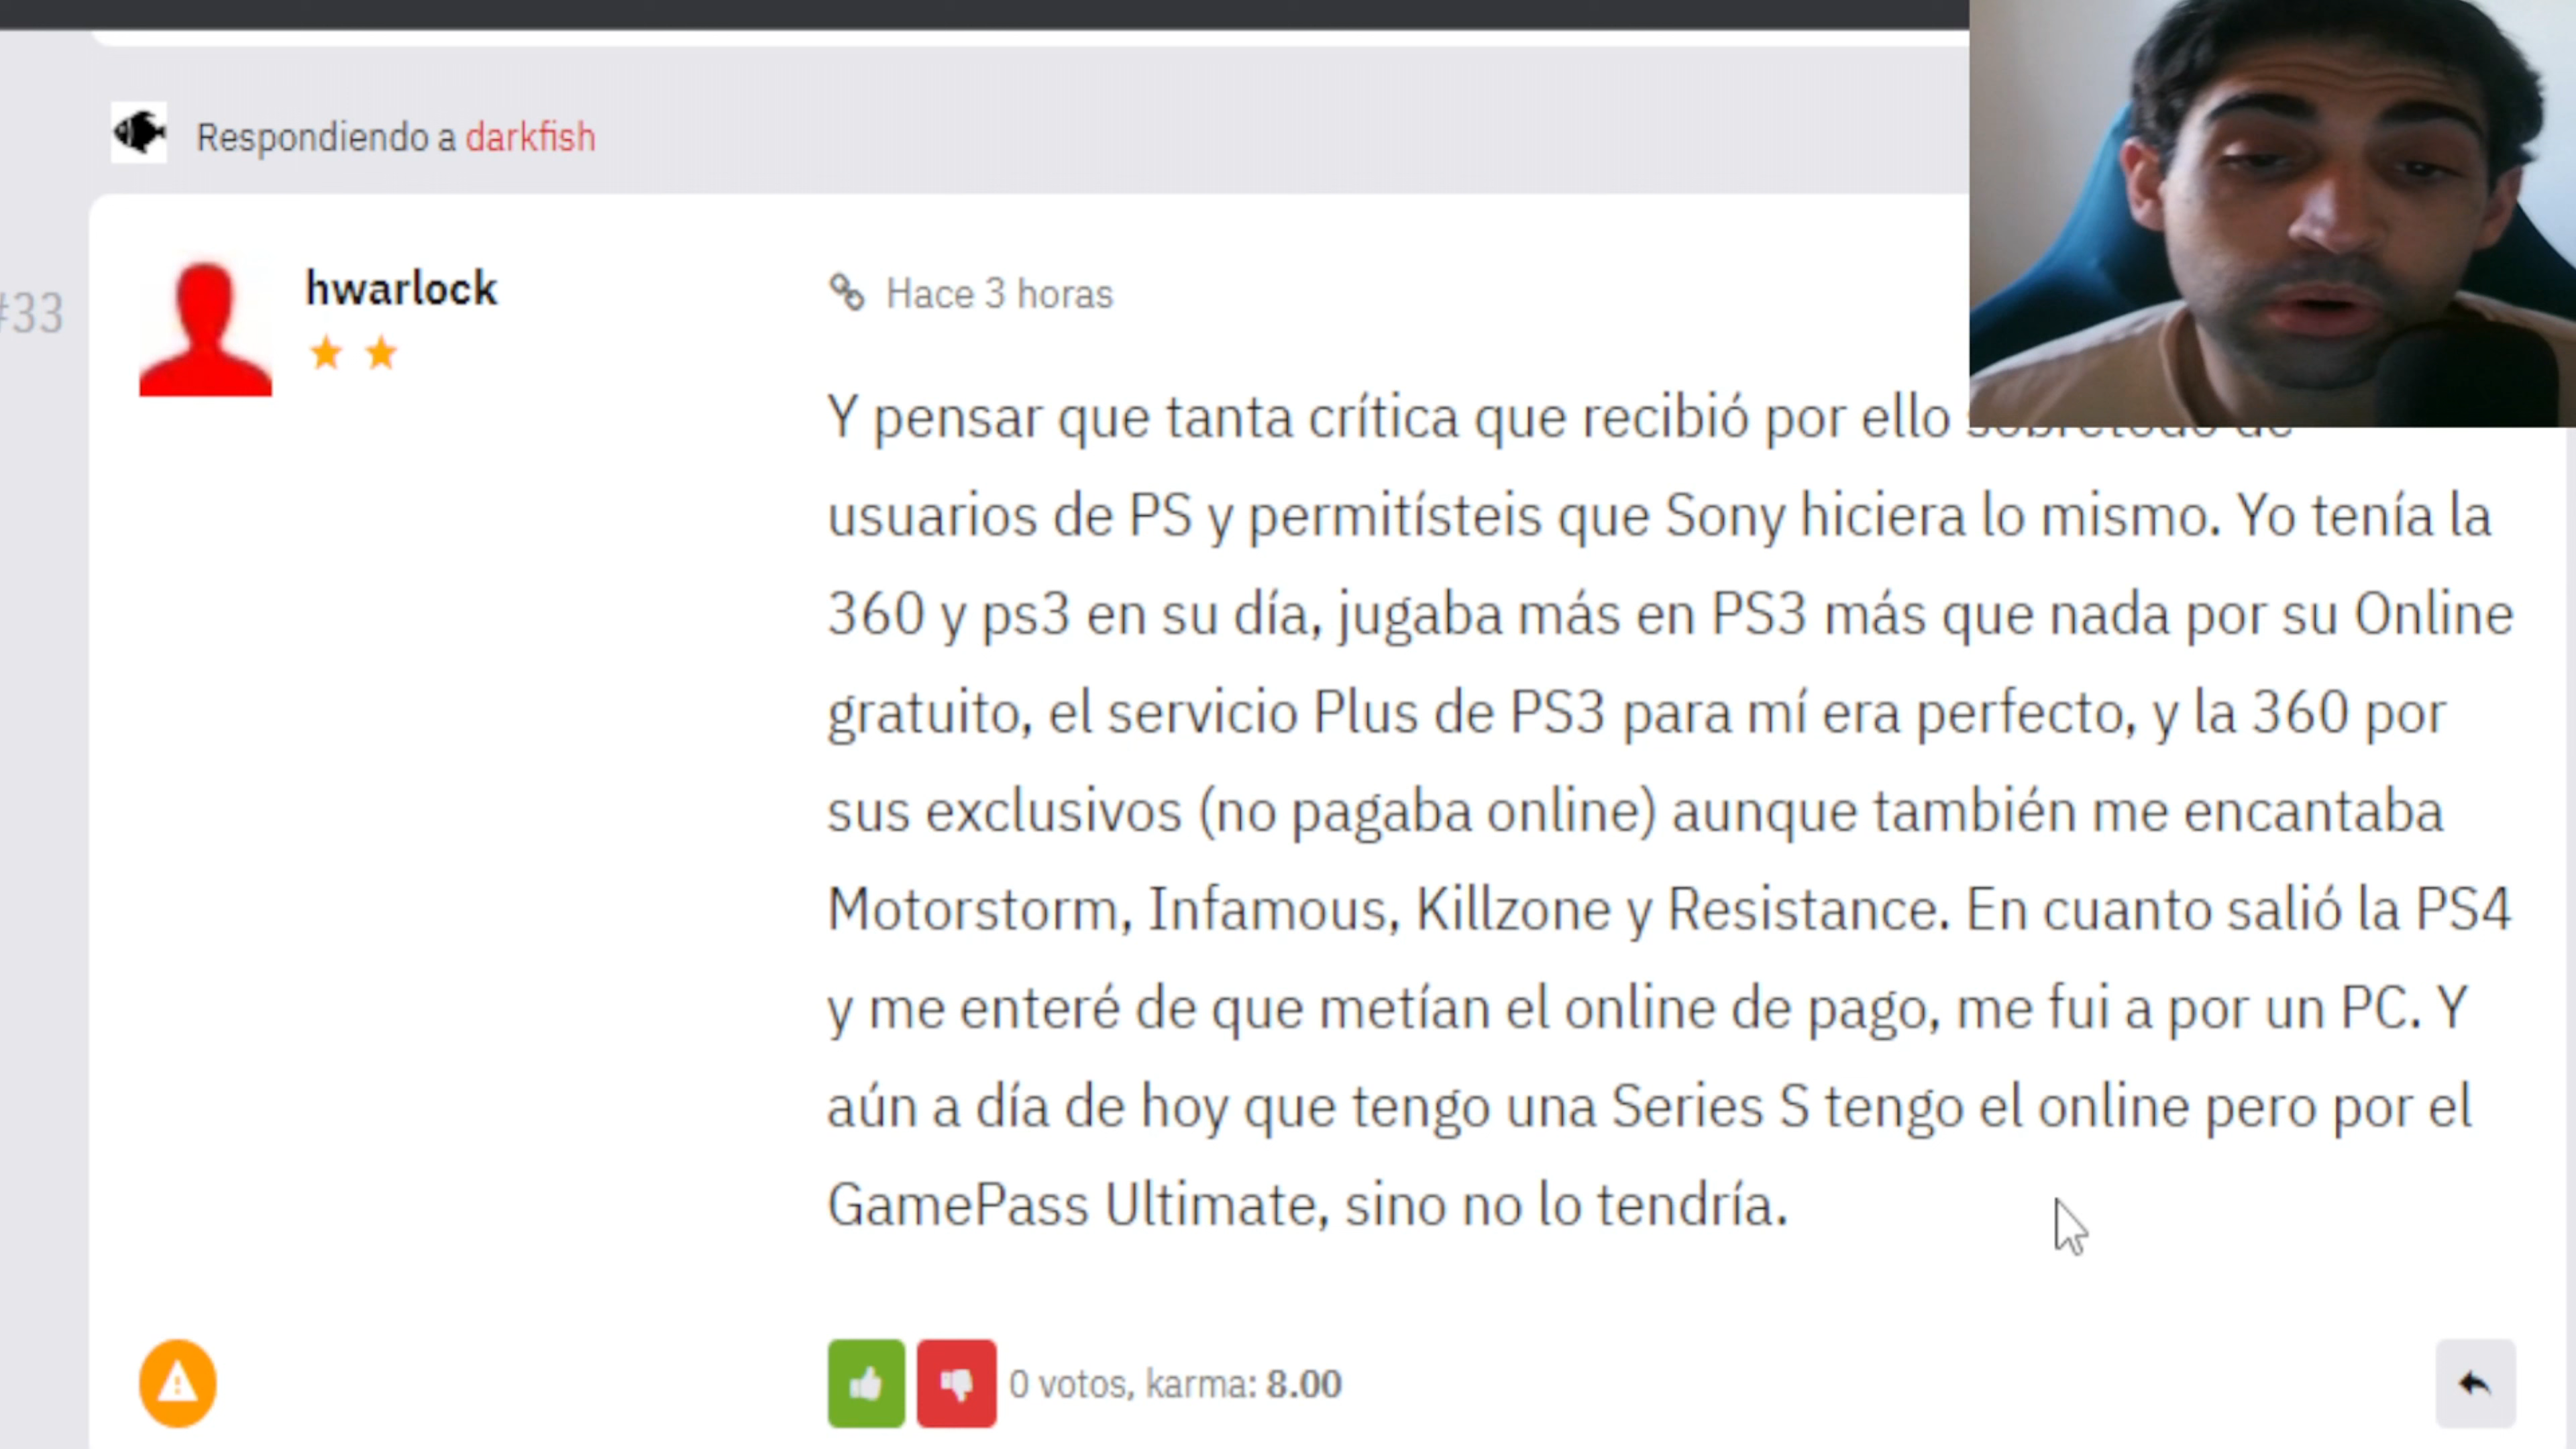 Respondiendo a darkfish
#33
hwarlock
Hace 3 horas
Y pensar que tanta crítica que recibió por ello sobretodo de
usuarios de PS y permitísteis que Sony hiciera lo mismo. Yo tenía la
360 y ps3 en su día, jugaba más en PS3 más que nada por su Online
gratuito, el servicio Plus de PS3 para mí era perfecto, y la 360 por
sus exclusivos (no pagaba online) aunque también me encantaba
Motorstorm, Infamous, Killzone y Resistance. En cuanto salió la PS4
y me enteré de que metían el online de pago, me fui a por un PC. Y
aún a día de hoy que tengo una Series S tengo el online pero por el
GamePass Ultimate, sino no lo tendría.
0 votos, karma: 8.00